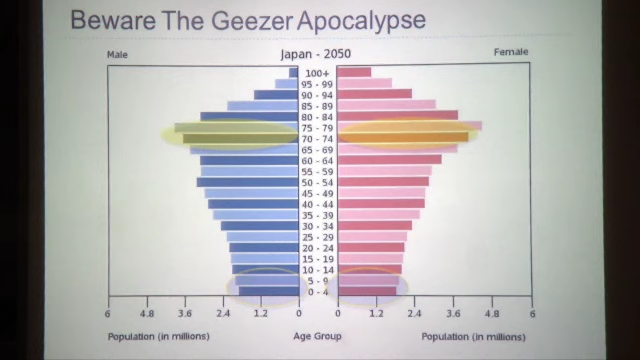 Beware The Geezer Apocalypse
Male
Japan - 2050
Female
100+
95 - 99
90 - 94
85 - 89
80 - 84
75 - 79
70 - 74
65 - 69
60 - 64
55 - 59
50 - 54
45 - 49
40 - 44
35 - 39
30 - 34
25 - 29
20 - 24
15 - 19
10 - 14
5 - 9
0 - 4
6 4.8 3.6 2.4 1.2 0 0 1.2 2.4 3.6 4.8 6
Population (in millions) Age Group Population (in millions)